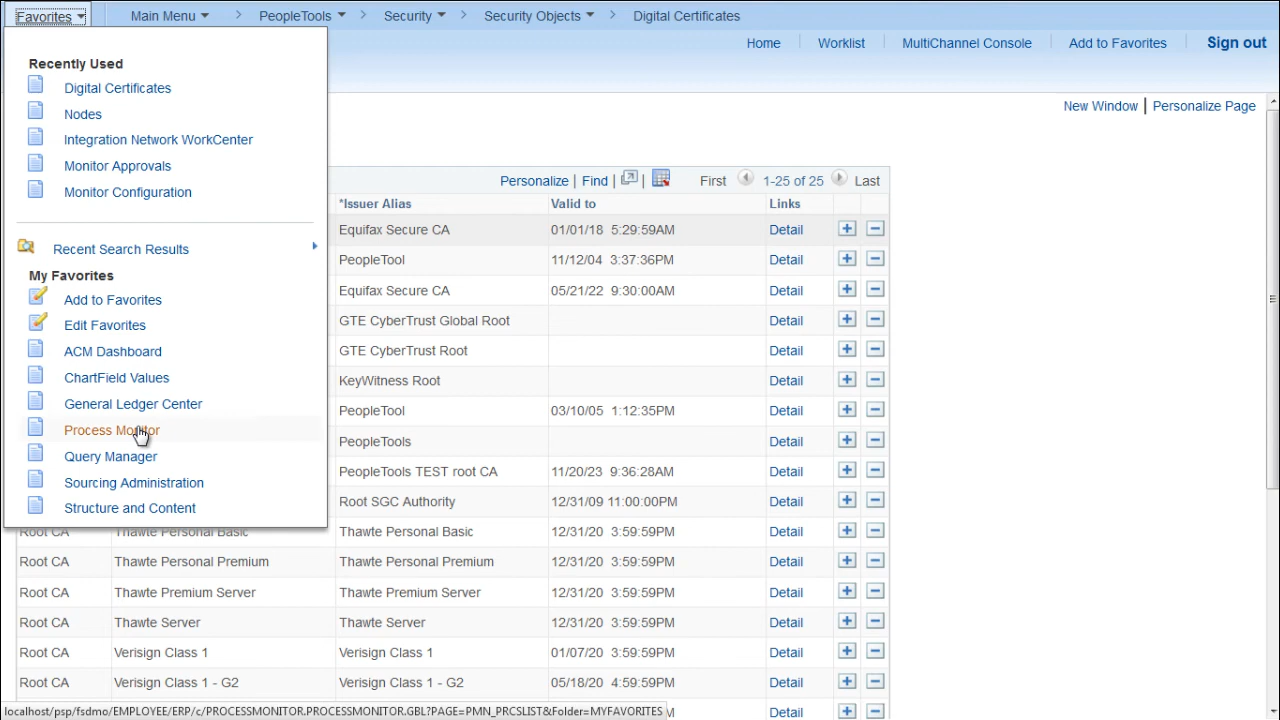 Favorites Main Menu > PeopleTools > Security > Security Objects > Digital Certificates
Home Worklist MultiChannel Console Add to Favorites Sign out
New Window | Personalize Page
Recently Used
Digital Certificates
Nodes
Integration Network WorkCenter
Monitor Approvals
Monitor Configuration
Recent Search Results
My Favorites
Add to Favorites
Edit Favorites
ACM Dashboard
ChartField Values
General Ledger Center
Process Monitor
Query Manager
Sourcing Administration
Structure and Content
Personalize | Find | | First 1-25 of 25 Last
*Issuer Alias Valid to Links
Equifax Secure CA 01/01/18 5:29:59AM Detail
PeopleTool 11/12/04 3:37:36PM Detail
Equifax Secure CA 05/21/22 9:30:00AM Detail
GTE CyberTrust Global Root Detail
GTE CyberTrust Root Detail
KeyWitness Root Detail
PeopleTool 03/10/05 1:12:35PM Detail
PeopleTools Detail
PeopleTools TEST root CA 11/20/23 9:36:28AM Detail
Root SGC Authority 12/31/09 11:00:00PM Detail
Root CA Thawte Personal Basic Thawte Personal Basic 12/31/20 3:59:59PM Detail
Root CA Thawte Personal Premium Thawte Personal Premium 12/31/20 3:59:59PM Detail
Root CA Thawte Premium Server Thawte Premium Server 12/31/20 3:59:59PM Detail
Root CA Thawte Server Thawte Server 12/31/20 3:59:59PM Detail
Root CA Verisign Class 1 Verisign Class 1 01/07/20 3:59:59PM Detail
Root CA Verisign Class 1 - G2 Verisign Class 1 - G2 05/18/20 4:59:59PM Detail
Detail
localhost/psp/fsdmo/EMPLOYEE/ERP/c/PROCESSMONITOR.PROCESSMONITOR.GBL?PAGE=PMN_PRCSLIST&Folder=MYFAVORITES